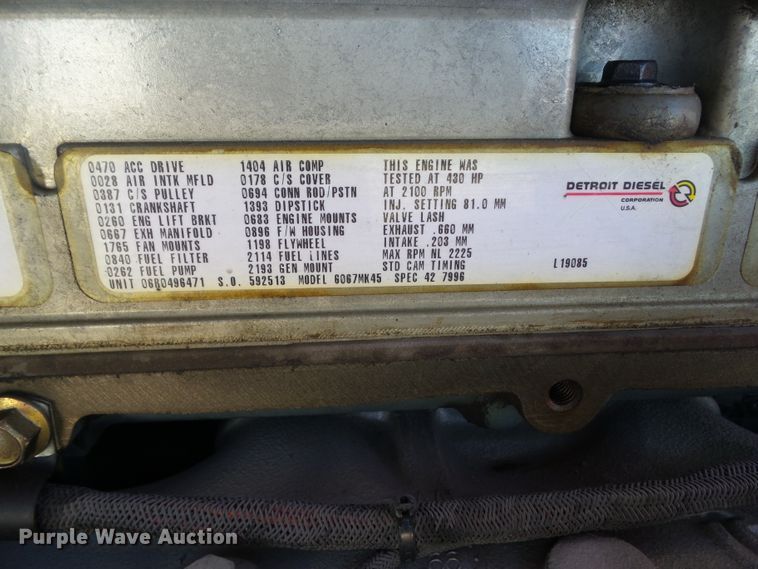 0470 ACC DRIVE 1404 AIR COMP THIS ENGINE WAS
0028 AIR INTK MFLD 0178 C/S COVER TESTED AT 430 HP
0387 C/S PULLEY 0694 CONN ROD/PSTN AT 2100 RPM
0131 CRANKSHAFT 1393 DIPSTICK INJ. SETTING 81.0 MM
0260 ENG LIFT BRKT 0683 ENGINE MOUNTS VALVE LASH
0667 EXH MANIFOLD 0896 F/W HOUSING EXHAUST .660 MM
1765 FAN MOUNTS 1198 FLYWHEEL INTAKE .203 MM
0840 FUEL FILTER 2114 FUEL LINES MAX RPM NL 2225
0262 FUEL PUMP 2193 GEN MOUNT STD CAM TIMING L19085
UNIT 06R0496471 S.O. 592513 MODEL 6067MK45 SPEC 42 7996
DETROIT DIESEL
CORPORATION
U.S.A.
Purple Wave Auction